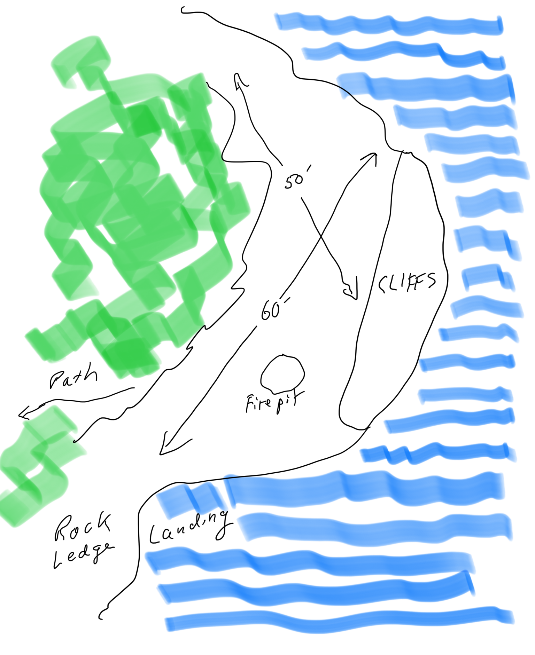 50'
CLIFFS
60'
Path
Firepit
Rock
Ledge
Landing